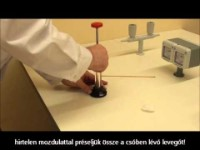 hirtelen mozdulattal préseljük össze a csőben lévő levegőt!